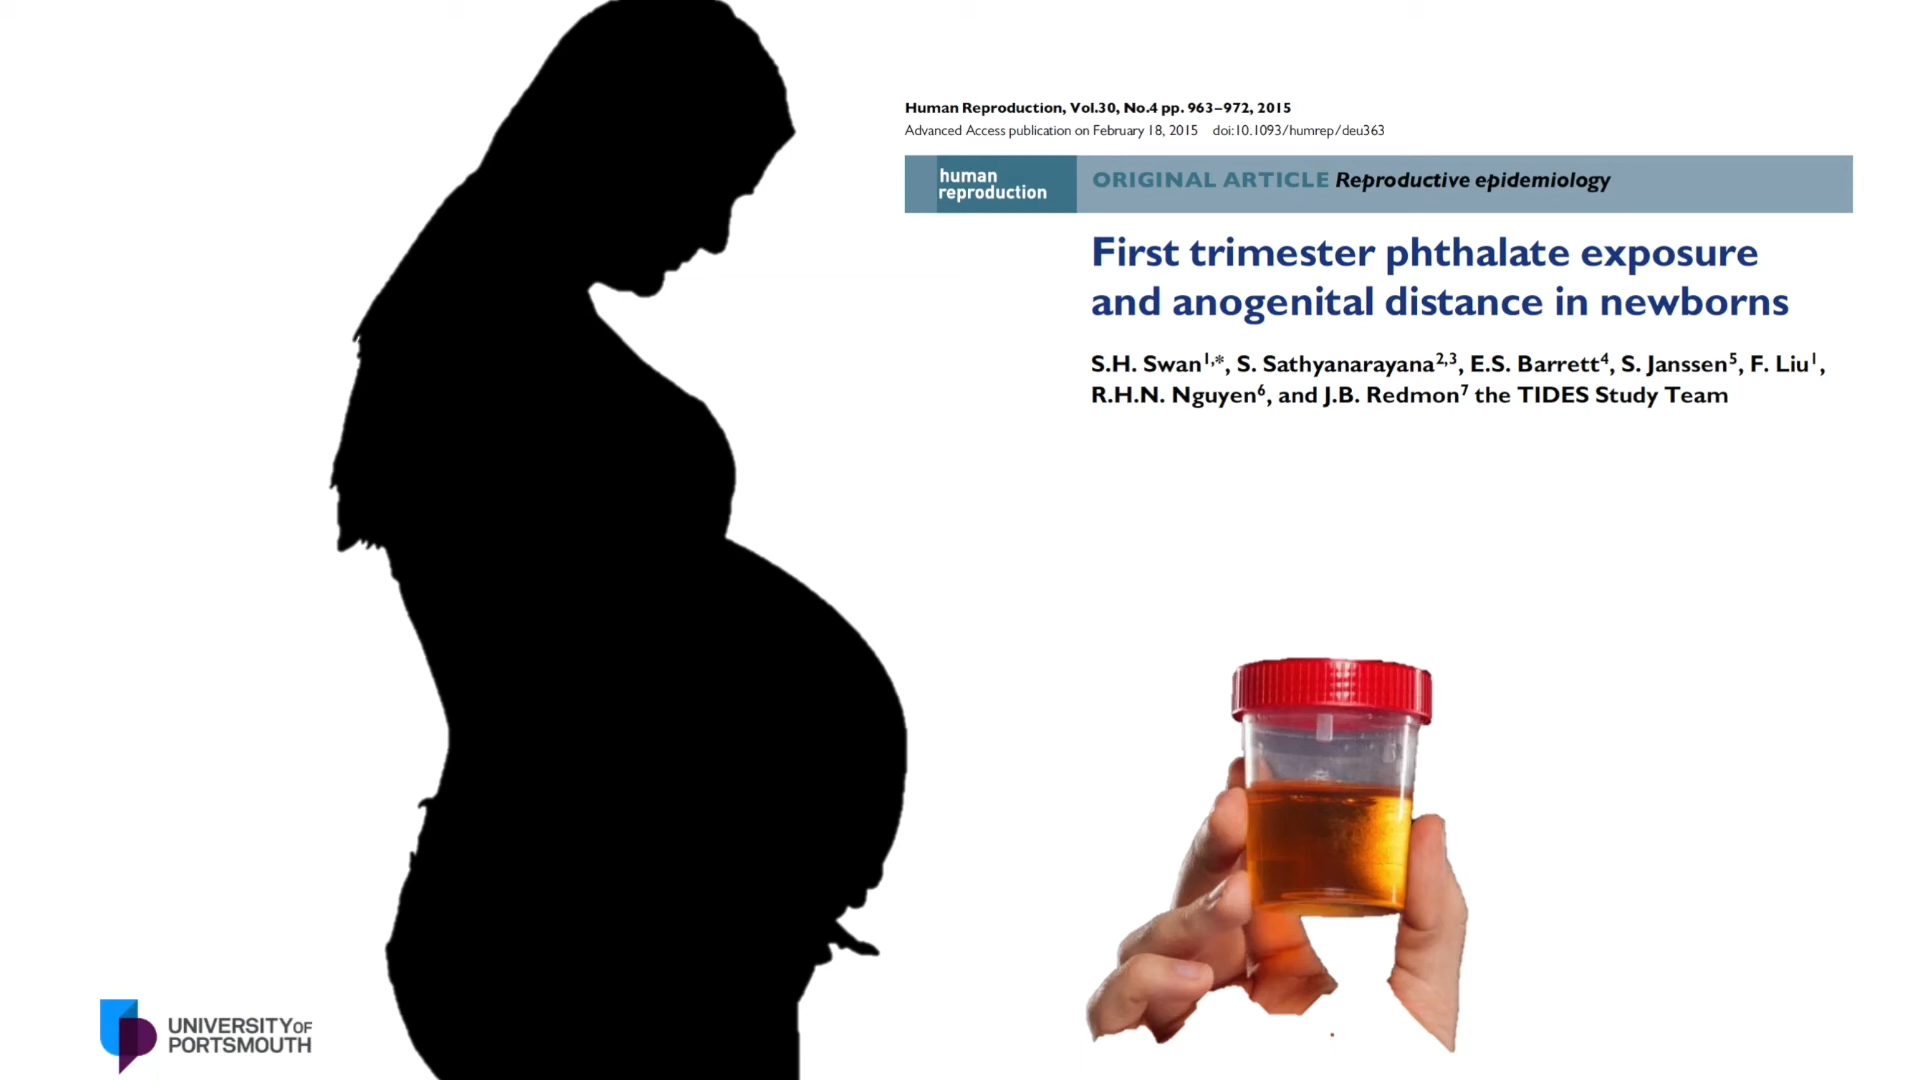 Human Reproduction, Vol.30, No.4 pp. 963–972, 2015
Advanced Access publication on February 18, 2015 doi:10.1093/humrep/deu363
human
reproduction
ORIGINAL ARTICLE Reproductive epidemiology
First trimester phthalate exposure
and anogenital distance in newborns
S.H. Swan1,*, S. Sathyanarayana2,3, E.S. Barrett4, S. Janssen5, F. Liu1,
R.H.N. Nguyen6, and J.B. Redmon7 the TIDES Study Team
UNIVERSITY OF
PORTSMOUTH